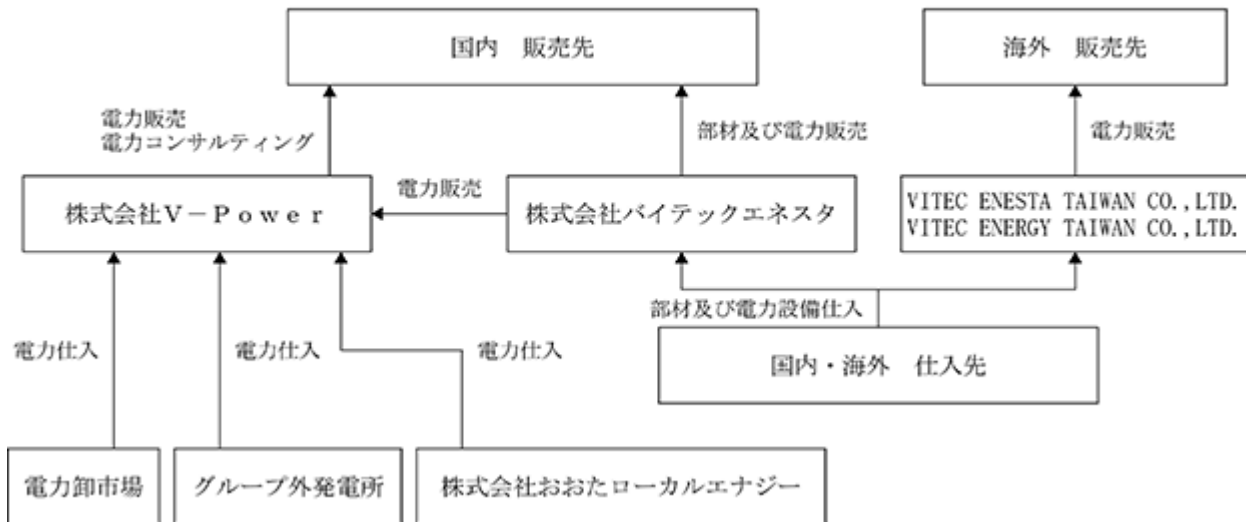 国内　販売先
海外　販売先
電力販売
電力コンサルティング
部材及び電力販売
電力販売
株式会社Ｖ－Ｐｏｗｅｒ
電力販売
株式会社バイテックエネスタ
VITEC ENESTA TAIWAN CO.,LTD.
VITEC ENERGY TAIWAN CO.,LTD.
部材及び電力設備仕入
電力仕入
電力仕入
電力仕入
国内・海外　仕入先
電力卸市場
グループ外発電所
株式会社おおたローカルエナジー